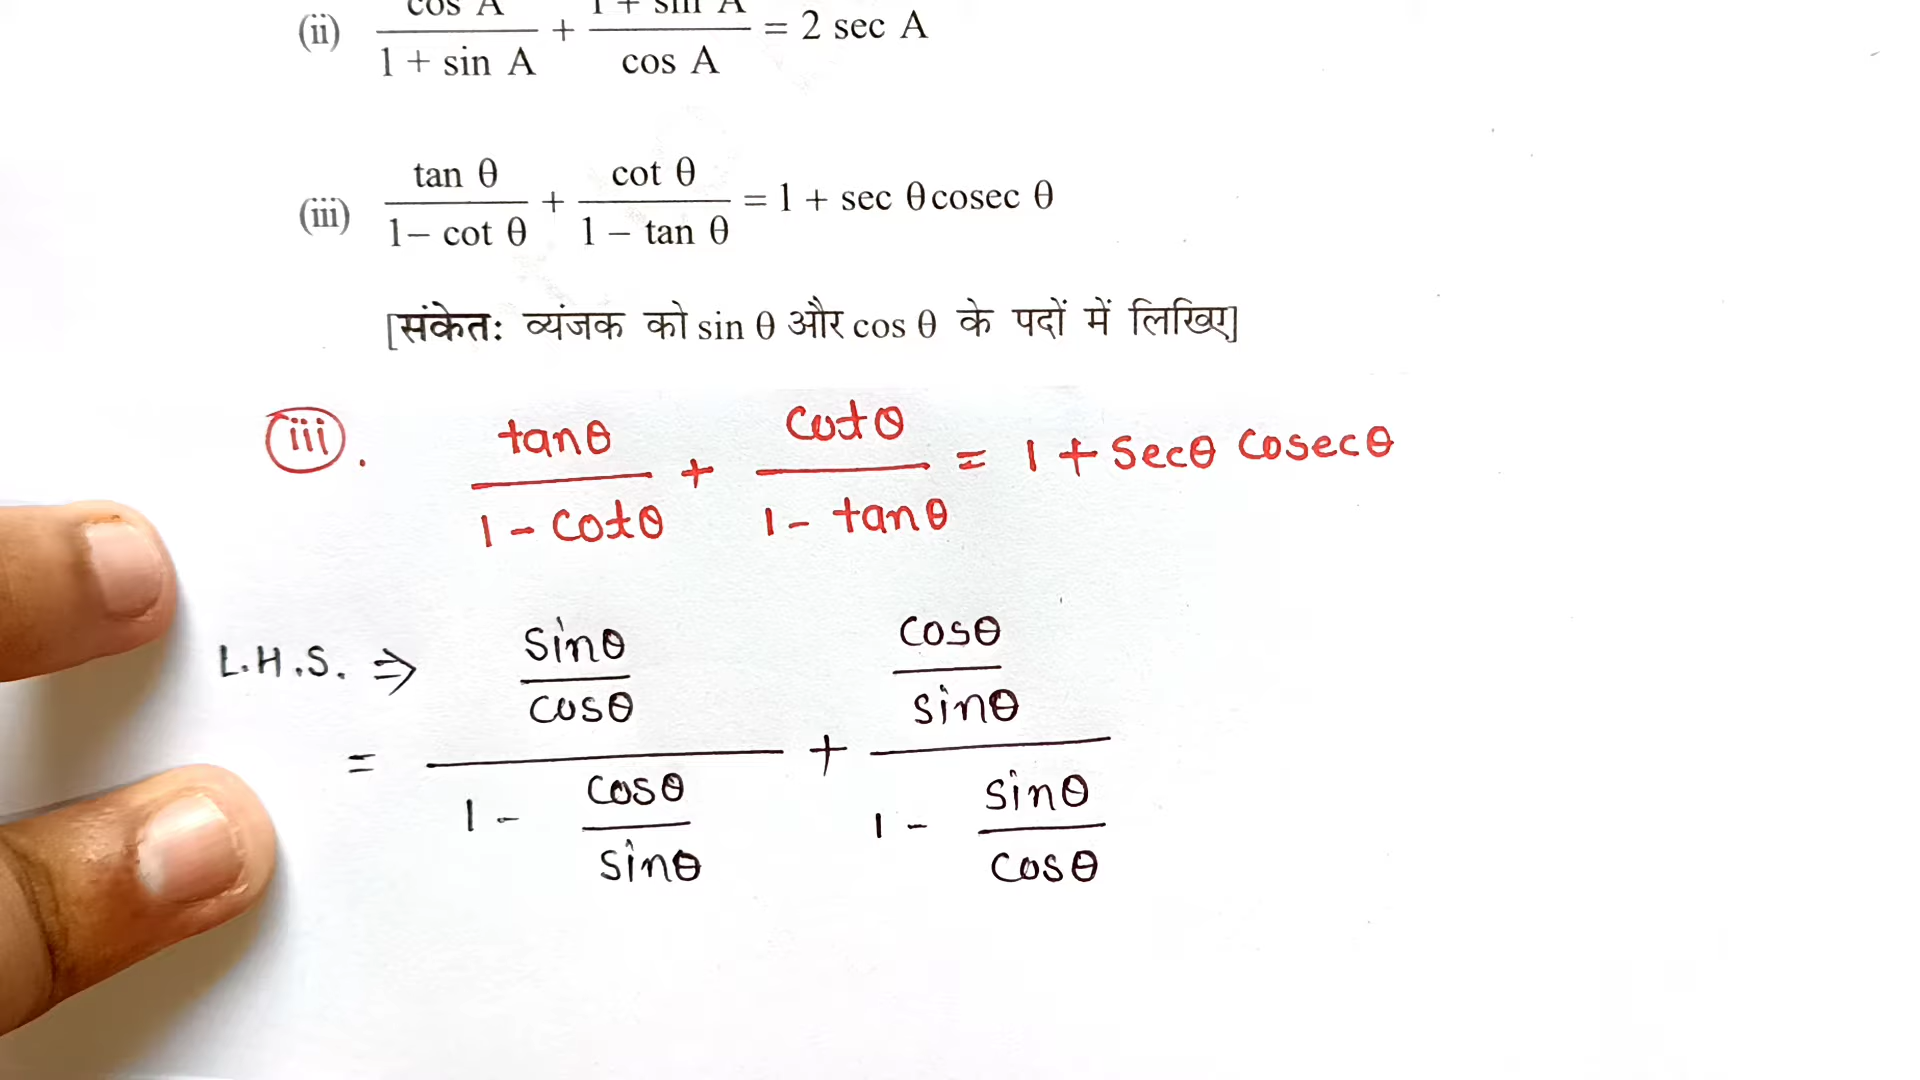 (ii) cos A / 1 + sin A + 1 + sin A / cos A = 2 sec A
(iii) tan θ / 1– cot θ + cot θ / 1 – tan θ = 1 + sec θ cosec θ
[संकेतः व्यंजक को sin θ और cos θ के पदों में लिखिए]
(iii). tanθ / 1 - cotθ + cotθ / 1 - tanθ = 1 + secθ cosecθ
L.H.S. ⇒
= sinθ / cosθ / 1 - cosθ / sinθ + cosθ / sinθ / 1 - sinθ / cosθ